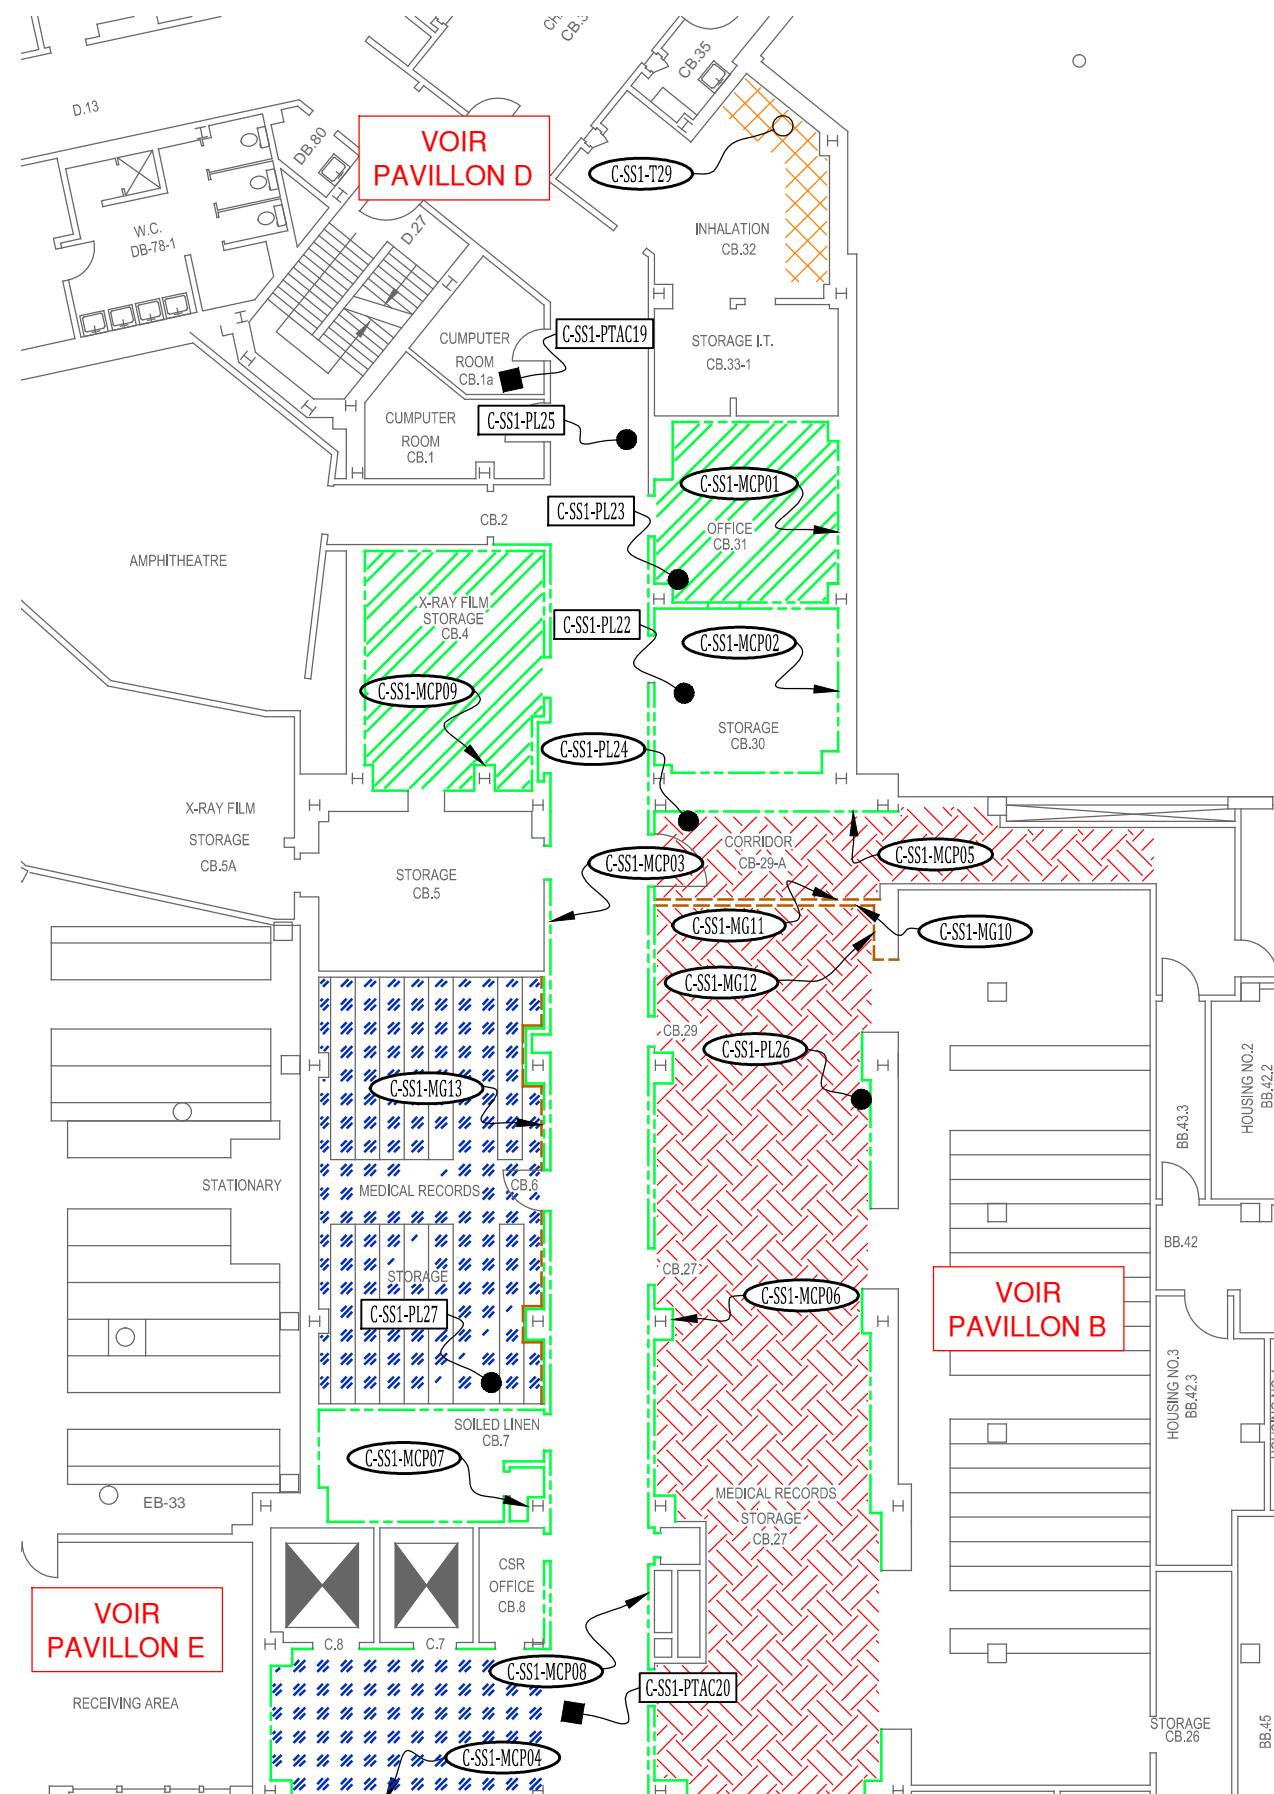 CB.35
D.13
DB.80
VOIR
PAVILLON D
C-SS1-T29
W.C.
DB-78-1
D.27
INHALATION
CB.32
CUMPUTER
ROOM
CB.1a
C-SS1-PTAC19
STORAGE I.T.
CB.33-1
CUMPUTER
ROOM
CB.1
C-SS1-PL25
C-SS1-MCP01
C-SS1-PL23
CB.2
OFFICE
CB.31
AMPHITHEATRE
X-RAY FILM
STORAGE
CB.4
C-SS1-PL22
C-SS1-MCP02
C-SS1-MCP09
STORAGE
CB.30
C-SS1-PL24
X-RAY FILM
STORAGE
CB.5A
CORRIDOR
CB-29-A
C-SS1-MCP03
C-SS1-MCP05
STORAGE
CB.5
C-SS1-MG11
C-SS1-MG10
C-SS1-MG12
CB.29
C-SS1-PL26
HOUSING NO.2
BB.42.2
C-SS1-MG13
BB.43.3
STATIONARY
MEDICAL RECORDS
CB.6
STORAGE
CB.27
BB.42
C-SS1-PL27
C-SS1-MCP06
VOIR
PAVILLON B
HOUSING NO.3
BB.42.3
SOILED LINEN
CB.7
C-SS1-MCP07
EB-33
MEDICAL RECORDS
STORAGE
CB.27
CSR
OFFICE
CB.8
VOIR
PAVILLON E
C.8
C.7
C-SS1-MCP08
C-SS1-PTAC20
RECEIVING AREA
STORAGE
CB.26
BB.45
C-SS1-MCP04